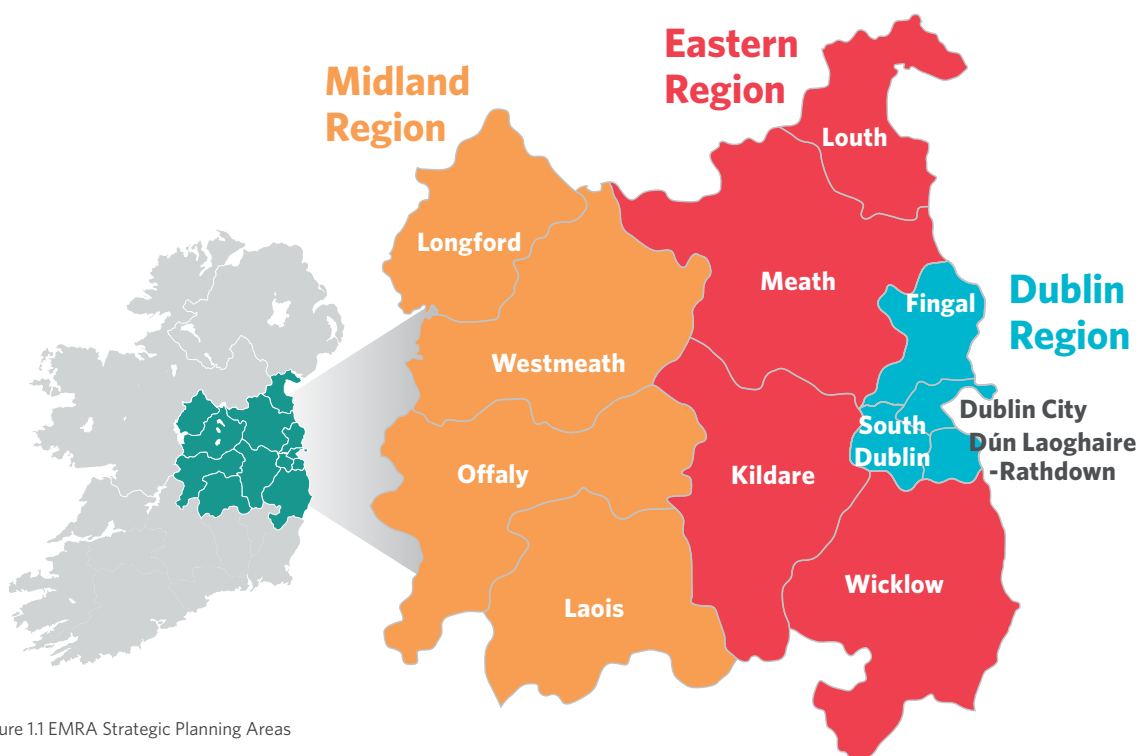 Eastern
Region
Midland
Region
Louth
Longford
Meath
Fingal
Dublin
Region
Westmeath
Dublin City
South
Dublin
Dún Laoghaire
-Rathdown
Offaly
Kildare
Wicklow
Laois
ure 1.1 EMRA Strategic Planning Areas